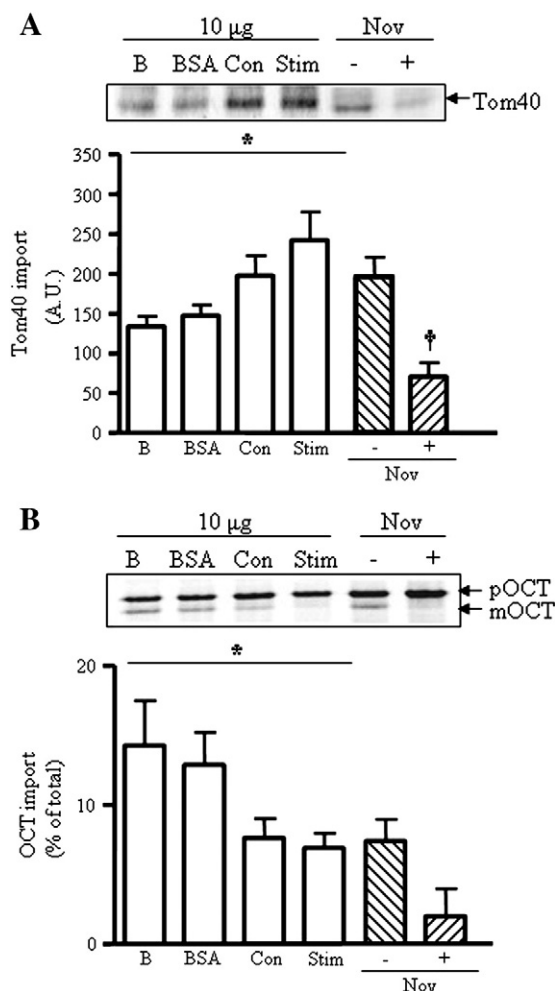 A
10 µg Nov
B BSA Con Stim - +
Tom40
*
350
300
250
200
150
100
50
0
Tom40 import
(A.U.)
†
B BSA Con Stim - +
Nov
B
10 µg Nov
B BSA Con Stim - +
pOCT
mOCT
*
20
10
0
OCT import
(% of total)
B BSA Con Stim - +
Nov